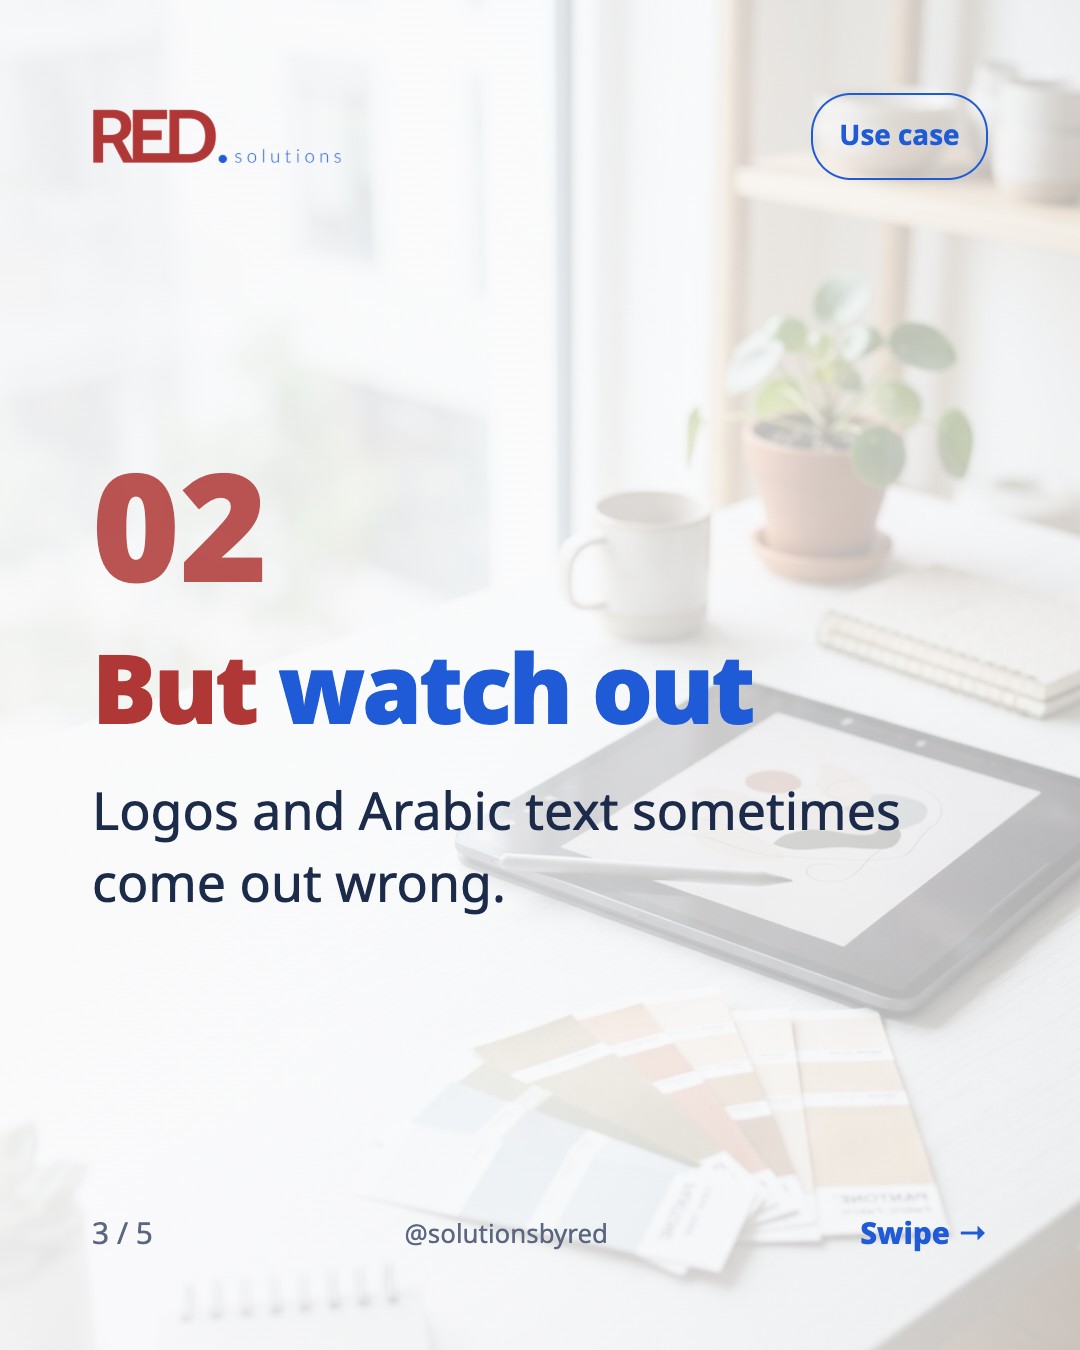 RED.solutions
Use case
02
But watch out
Logos and Arabic text sometimes
come out wrong.
PANTONE
3 / 5
@solutionsbyred
Swipe →